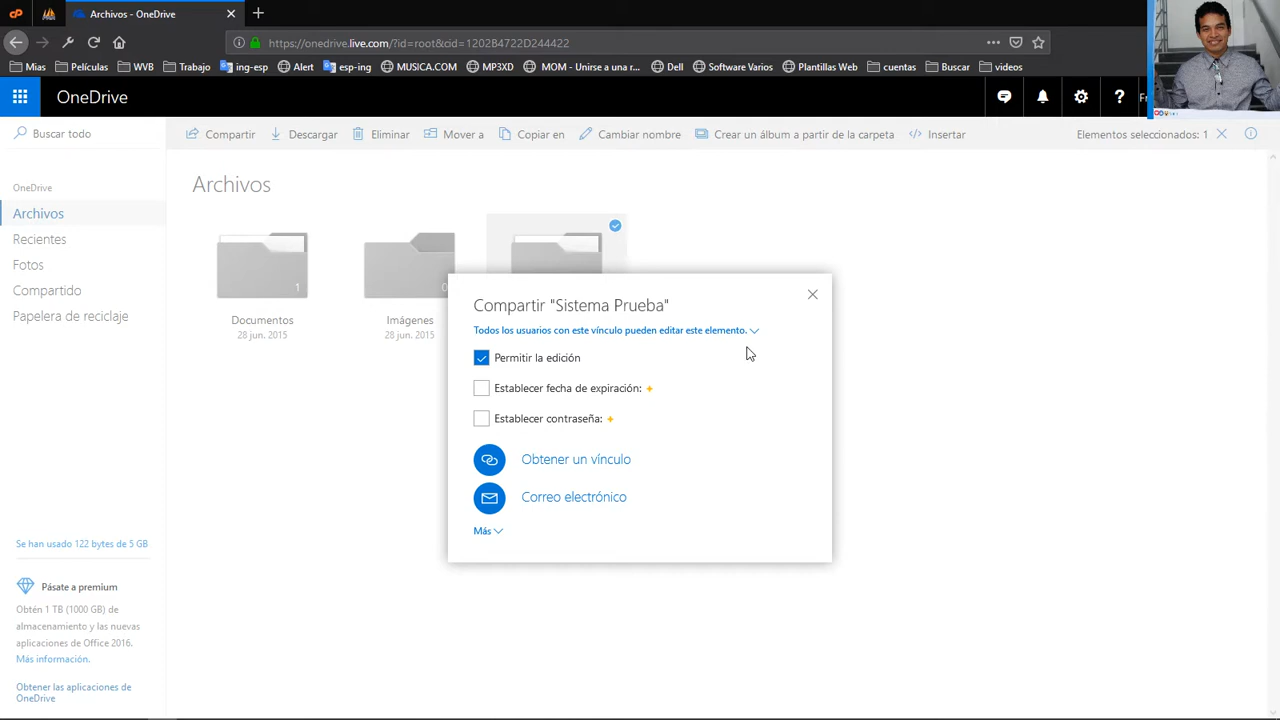 Archivos - OneDrive
https://onedrive.live.com/?id=root&cid=1202B4722D244422
Mias
Películas
WVB
Trabajo
ing-esp
Alert
esp-ing
MUSICA.COM
COM - Unirse a una r...
Dell
Software Varios
Plantillas Web
cuentas
Buscar
videos
OneDrive
?
Buscar todo
Compartir
Descargar
Eliminar
Mover a
Copiar en
Cambiar nombre
Crear un álbum a partir de la carpeta
Insertar
Elementos seleccionados: 1
OneDrive
Archivos
Recientes
Fotos
Compartido
Papelera de reciclaje
Archivos
1
0
Documentos
28 jun. 2015
Imágenes
28 jun. 2015
Compartir "Sistema Prueba"
Todos los usuarios con este vínculo pueden editar este elemento.
Permitir la edición
Establecer fecha de expiración:
Establecer contraseña:
Obtener un vínculo
Correo electrónico
Más
Se han usado 122 bytes de 5 GB
Pásate a premium
Obtén 1 TB (1000 GB) de
almacenamiento y las nuevas
aplicaciones de Office 2016.
Más información.
Obtener las aplicaciones de
OneDrive